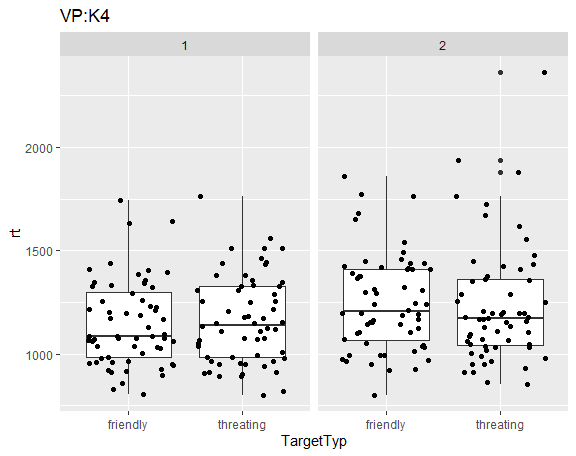 VP:K4
1
2
2000
1500
1000
rt
friendly
threating
friendly
threating
TargetTyp